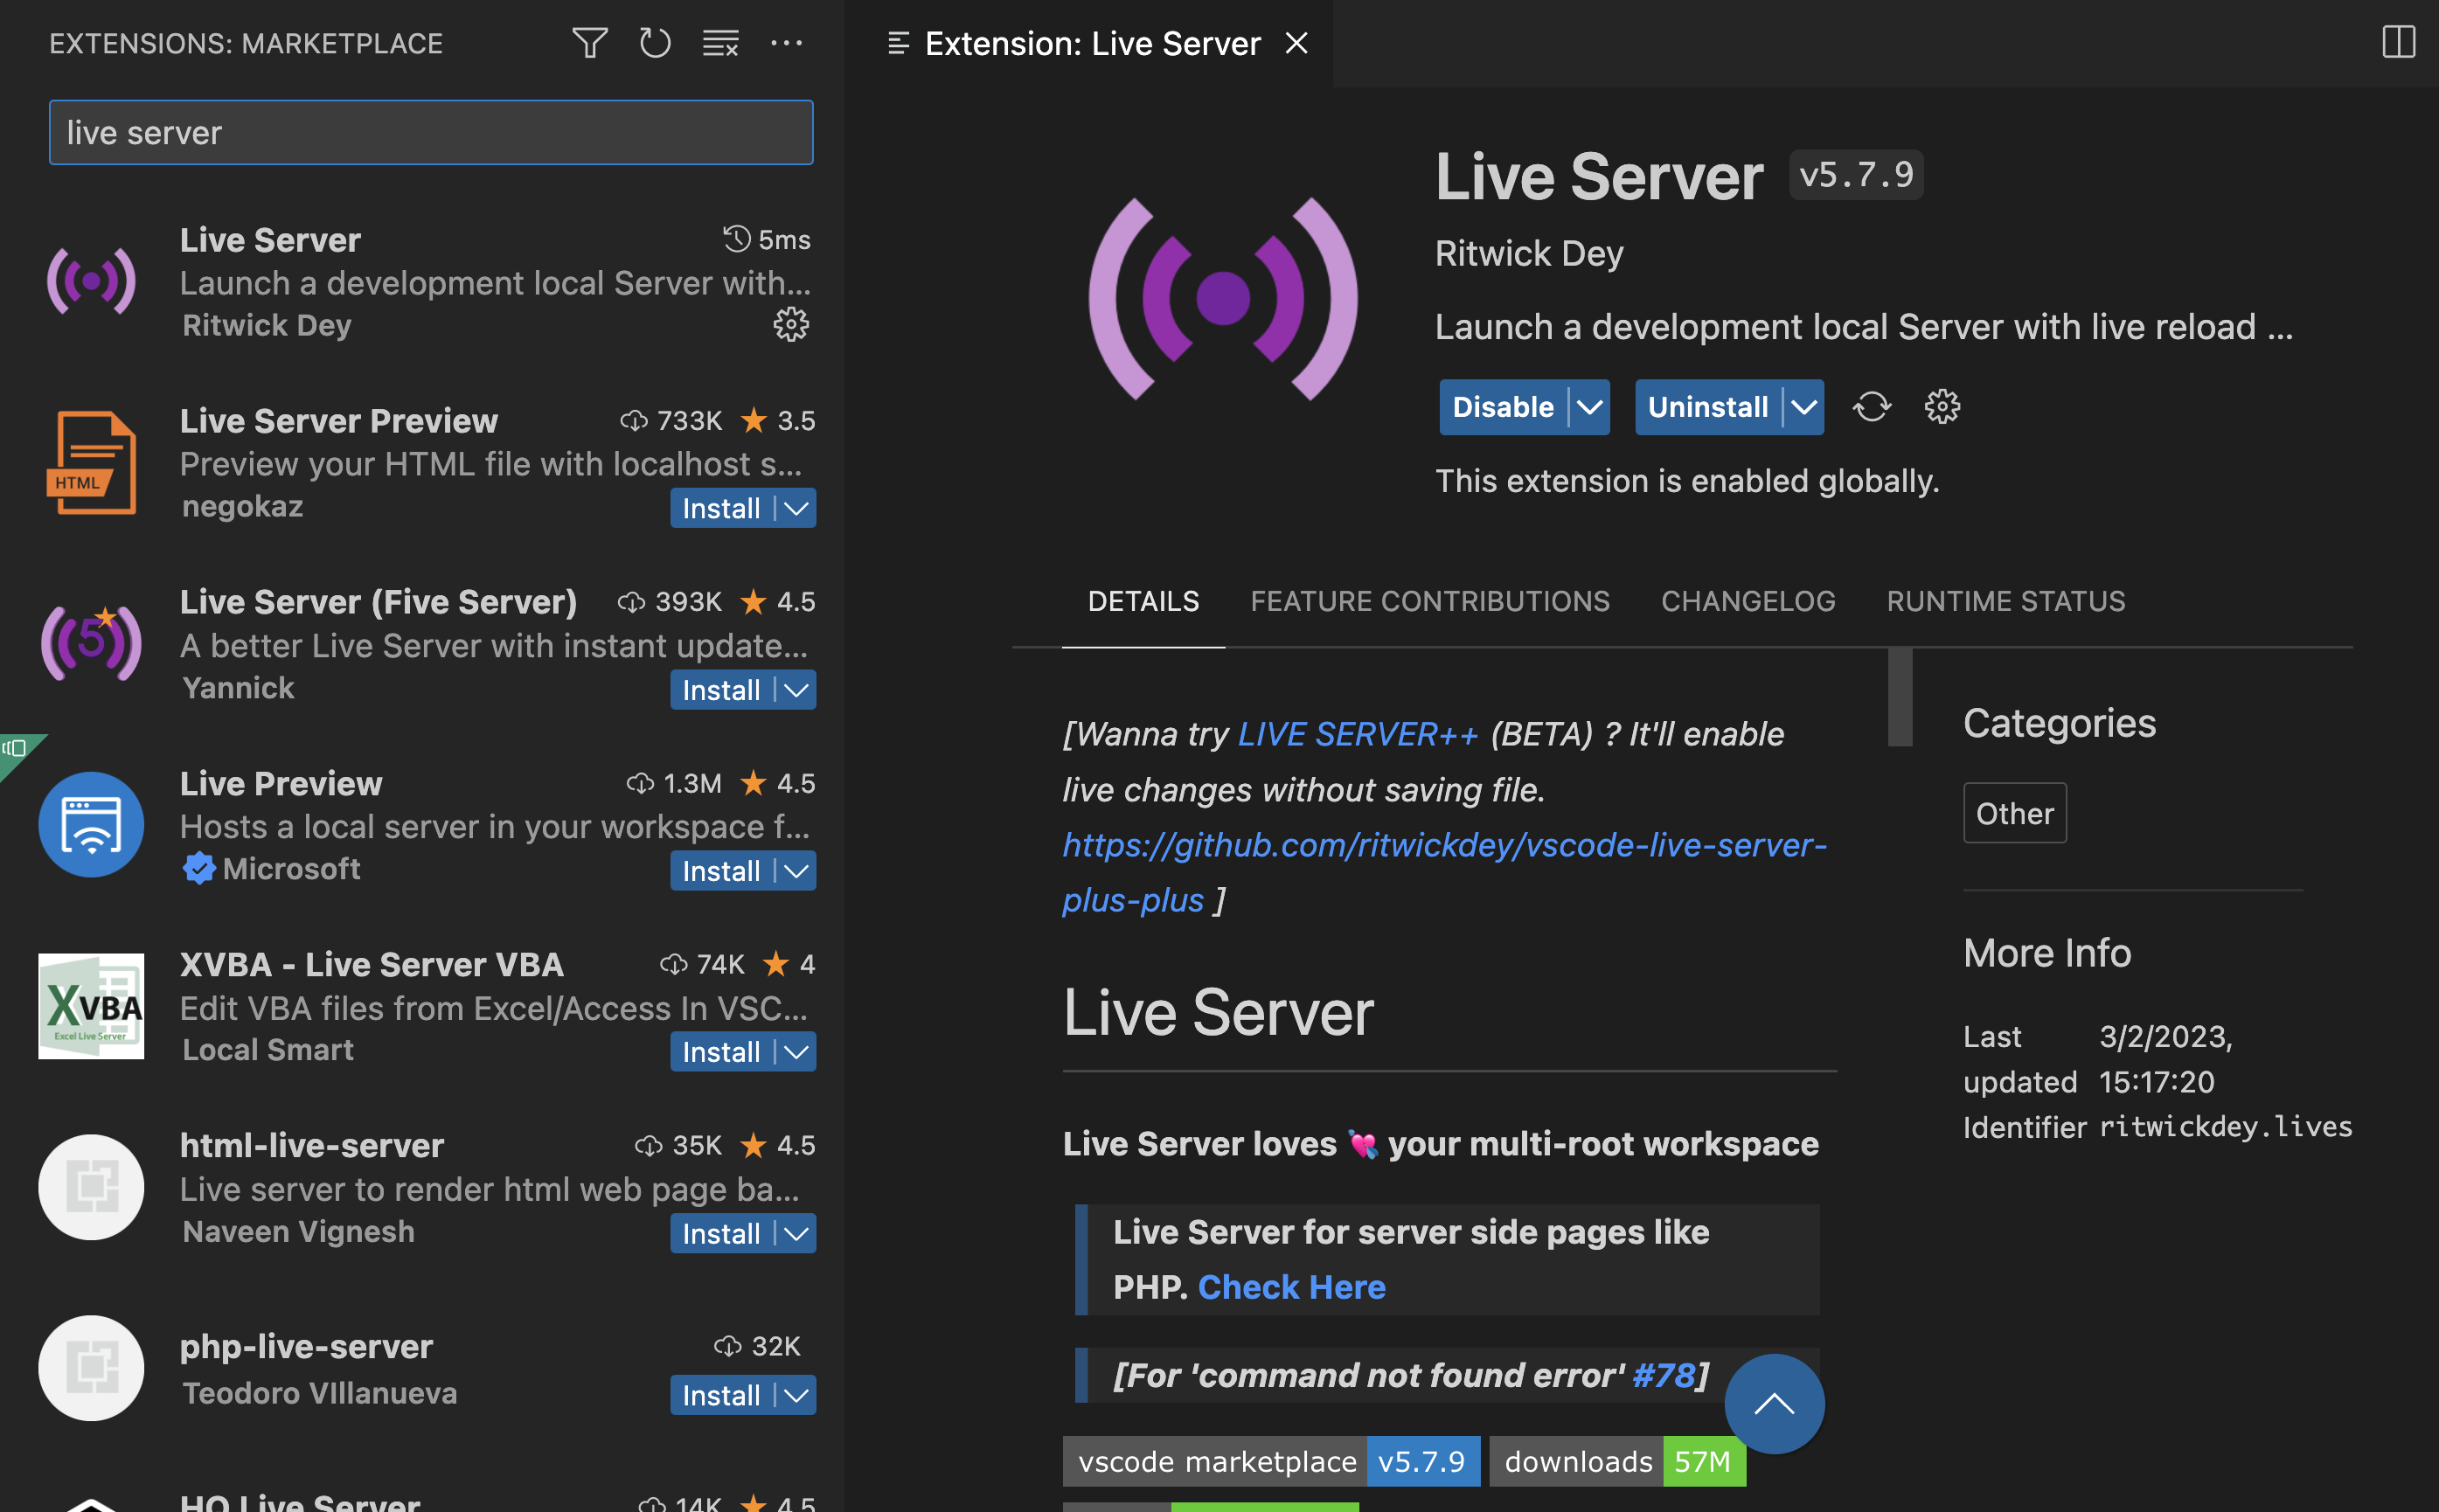 EXTENSIONS: MARKETPLACE
live server
Live Server 5ms
Launch a development local Server with...
Ritwick Dey
Live Server Preview 733K 3.5
Preview your HTML file with localhost s...
HTML
negokaz Install
Live Server (Five Server) 393K 4.5
A better Live Server with instant update...
5
Yannick Install
Live Preview 1.3M 4.5
Hosts a local server in your workspace f...
Microsoft Install
XVBA - Live Server VBA 74K 4
Edit VBA files from Excel/Access In VSC...
XVBA
Excel Live Server
Local Smart Install
html-live-server 35K 4.5
Live server to render html web page ba...
Naveen Vignesh Install
php-live-server 32K
Teodoro VIllanueva Install
HQ Live Server 14K 4.5
Extension: Live Server
Live Server v5.7.9
Ritwick Dey
Launch a development local Server with live reload ...
Disable Uninstall
This extension is enabled globally.
DETAILS FEATURE CONTRIBUTIONS CHANGELOG RUNTIME STATUS
[Wanna try LIVE SERVER++ (BETA) ? It'll enable
live changes without saving file.
https://github.com/ritwickdey/vscode-live-server-
plus-plus ]
Live Server
Live Server loves 💘 your multi-root workspace
Live Server for server side pages like
PHP. Check Here
[For 'command not found error' #78]
vscode marketplace v5.7.9 downloads 57M
Categories
Other
More Info
Last 3/2/2023,
updated 15:17:20
Identifier ritwickdey.lives